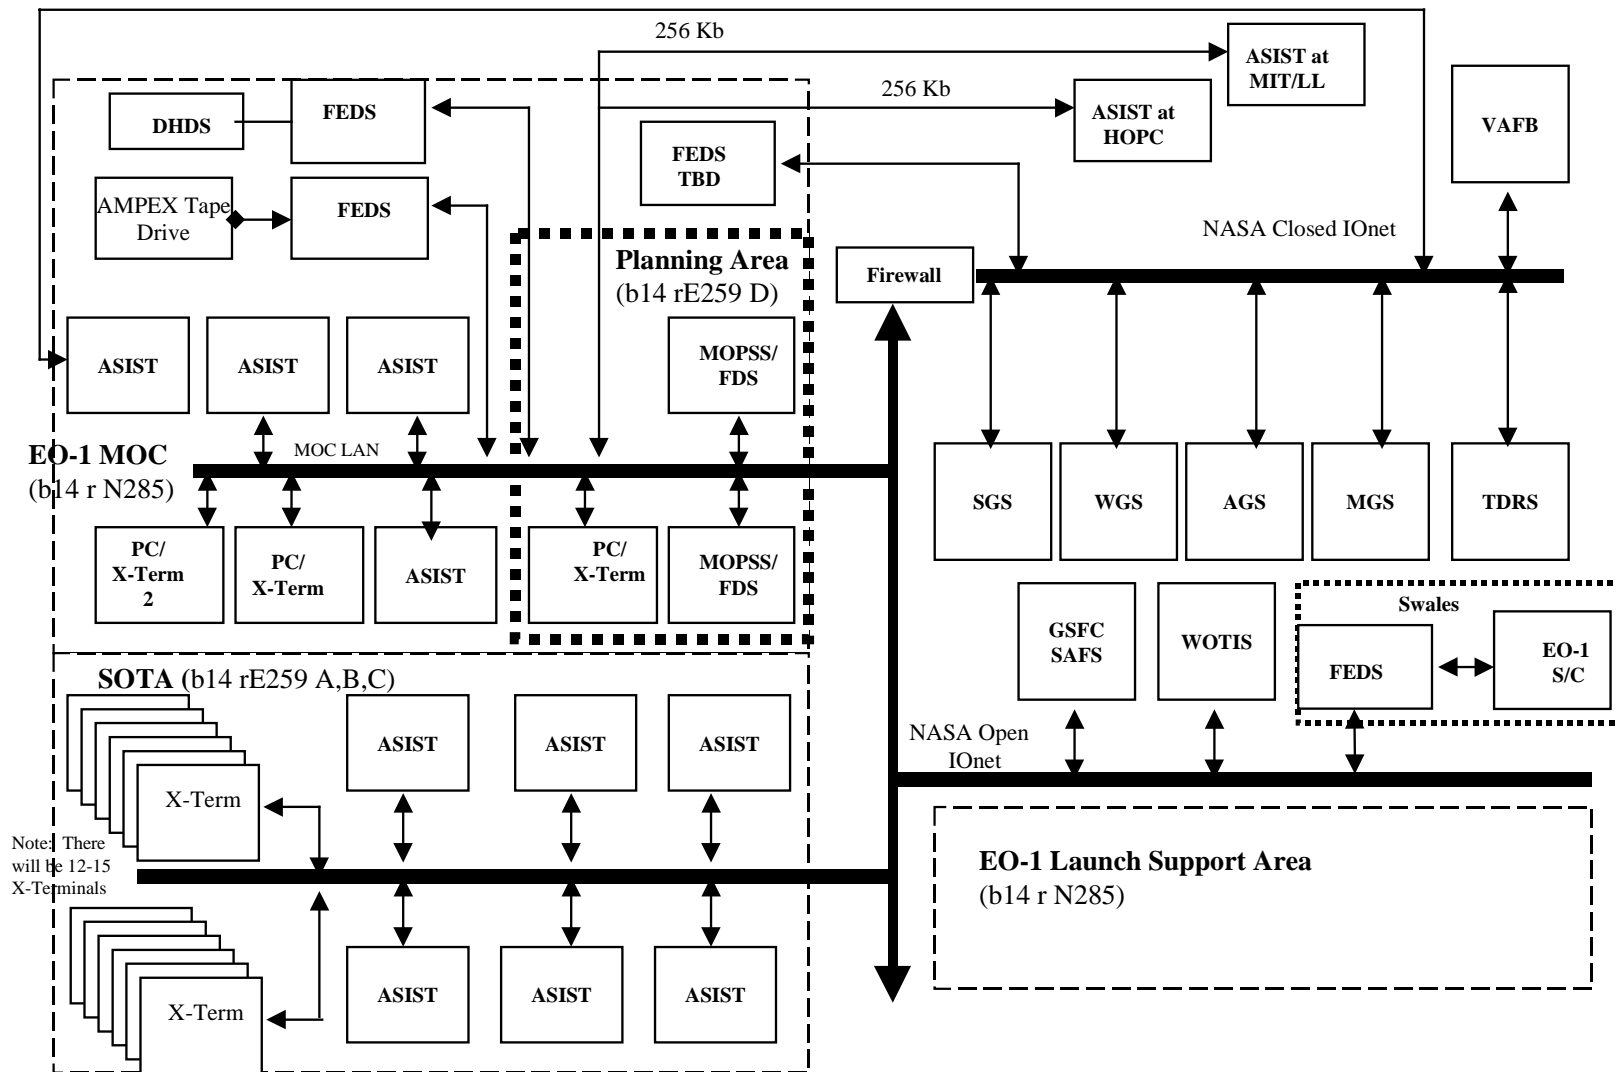 256 Kb
ASIST at
MIT/LL
256 Kb
ASIST at
HOPC
VAFB
DHDS
FEDS
FEDS
TBD
AMPEX Tape
Drive
FEDS
NASA Closed IOnet
Planning Area
(b14 rE259 D)
Firewall
ASIST
ASIST
ASIST
MOPSS/
FDS
EO-1 MOC
(b14 r N285)
MOC LAN
SGS
WGS
AGS
MGS
TDRS
PC/
X-Term
2
PC/
X-Term
ASIST
PC/
X-Term
MOPSS/
FDS
Swales
GSFC
SAFS
WOTIS
FEDS
EO-1
S/C
SOTA (b14 rE259 A,B,C)
ASIST
ASIST
ASIST
NASA Open
IOnet
X-Term
Note: There
will be 12-15
X-Terminals
EO-1 Launch Support Area
(b14 r N285)
X-Term
ASIST
ASIST
ASIST